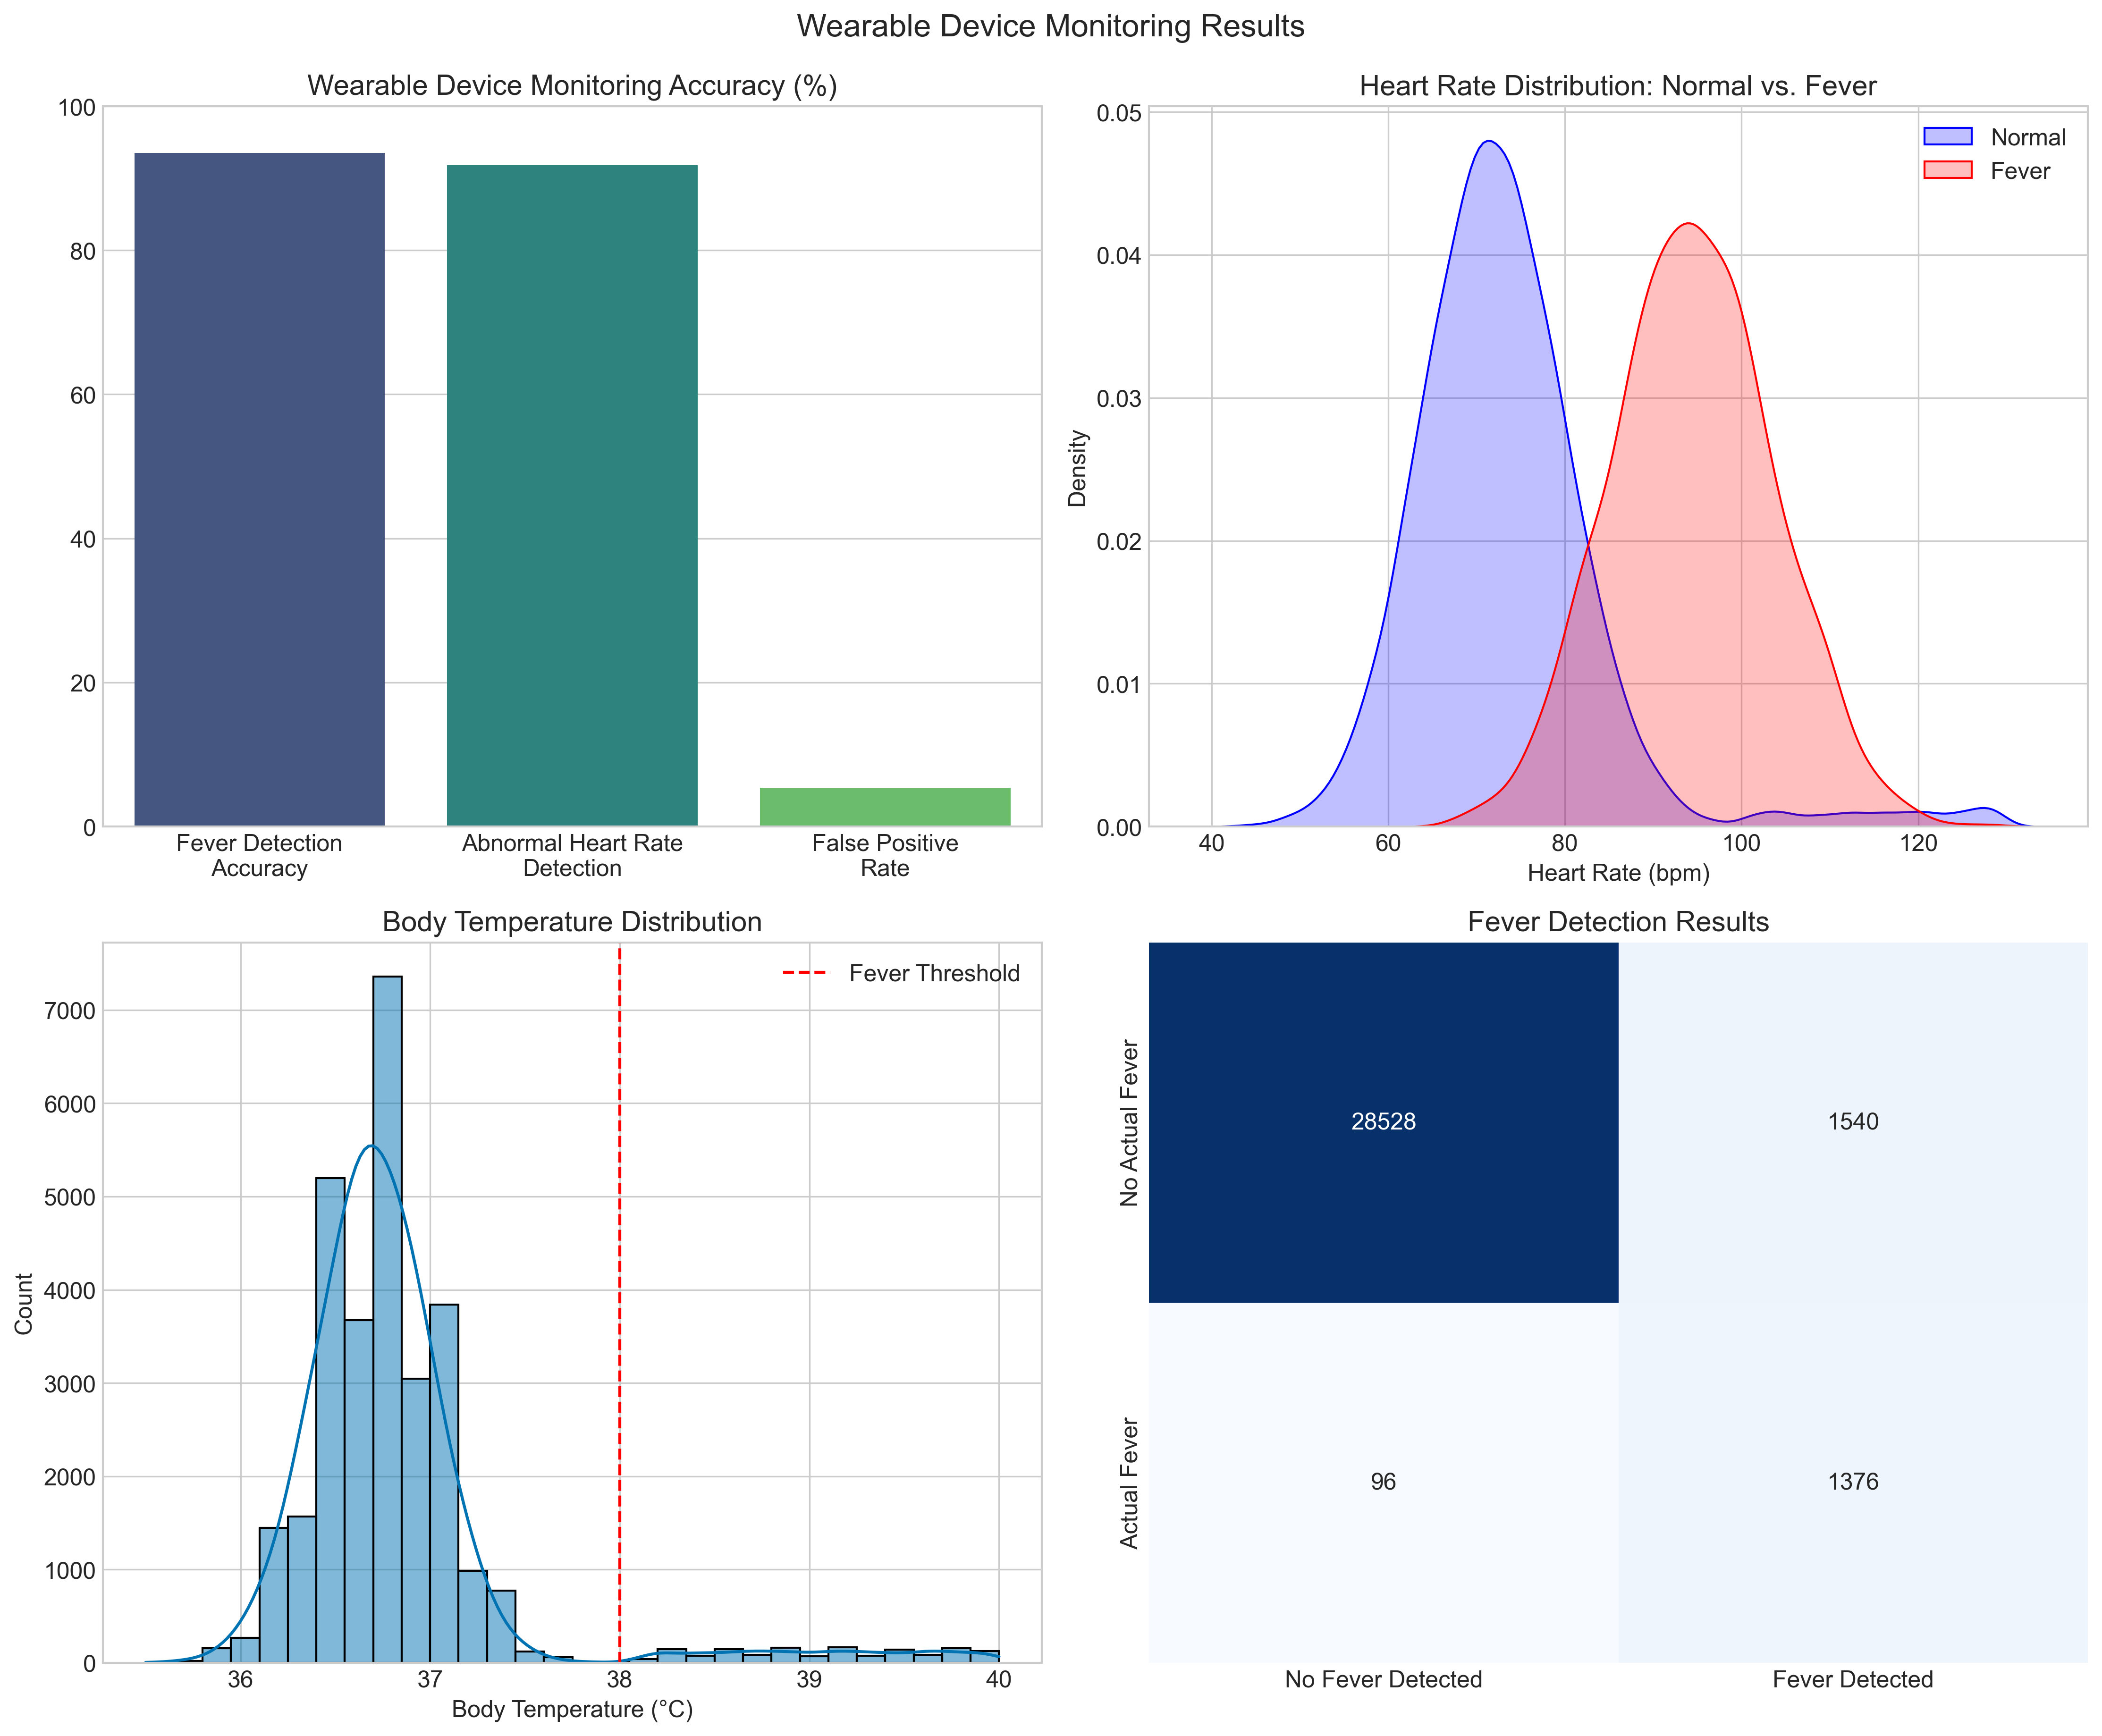 Wearable Device Monitoring Results
Wearable Device Monitoring Accuracy (%)
100
80
60
40
20
0
Fever Detection
Accuracy
Abnormal Heart Rate
Detection
False Positive
Rate
Heart Rate Distribution: Normal vs. Fever
Normal
Fever
Density
0.05
0.04
0.03
0.02
0.01
0.00
40
60
80
100
120
Heart Rate (bpm)
Body Temperature Distribution
Fever Threshold
Count
7000
6000
5000
4000
3000
2000
1000
0
36
37
38
39
40
Body Temperature (°C)
Fever Detection Results
No Actual Fever
28528
1540
Actual Fever
96
1376
No Fever Detected
Fever Detected